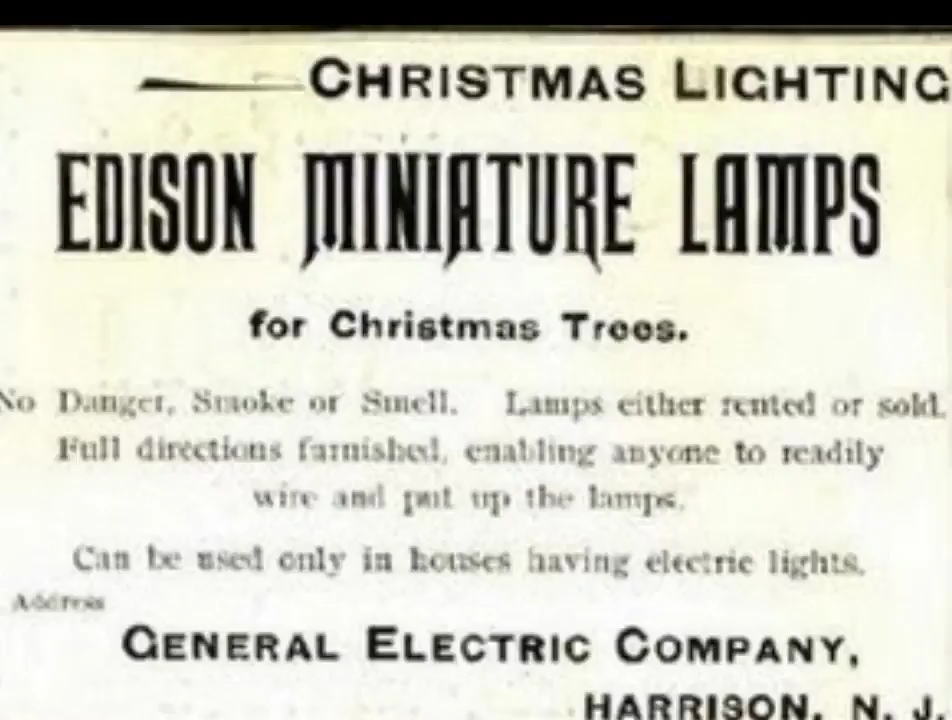 CHRISTMAS LIGHTING
EDISON MINIATURE LAMPS
for Christmas Trees.
No Danger, Smoke or Smell. Lamps either rented or sold.
Full directions furnished, enabling anyone to readily
wire and put up the lamps.
Can be used only in houses having electric lights.
Address
GENERAL ELECTRIC COMPANY,
HARRISON, N. J.